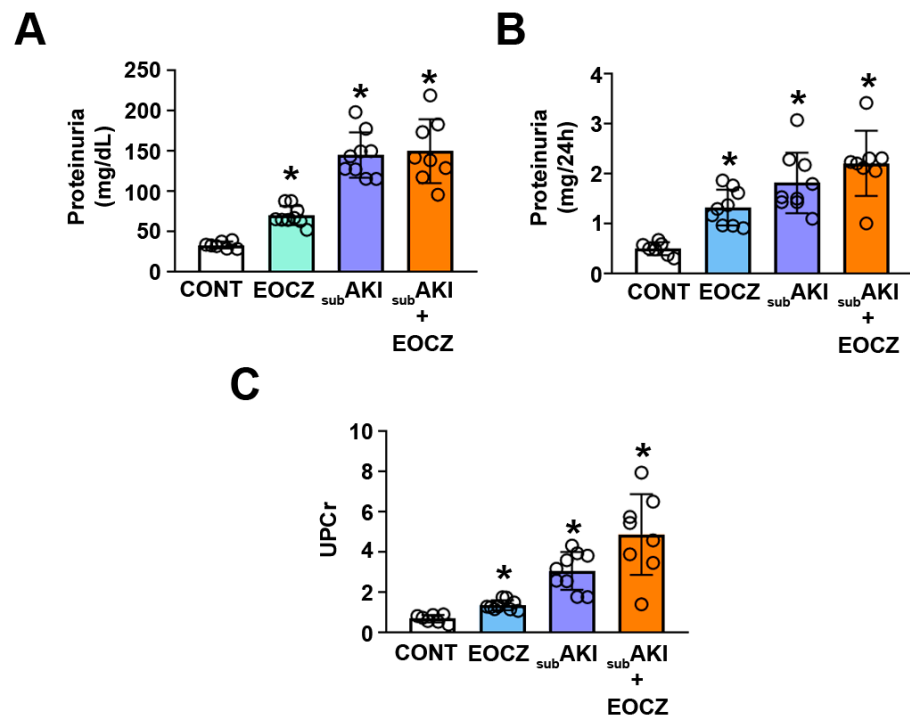 A
Proteinuria
(mg/dL)
250
200
150
100
50
0
* * * *
CONT EOCZ subAKI subAKI
+
EOCZ
B
Proteinuria
(mg/24h)
4
3
2
1
0
* * * *
CONT EOCZ subAKI subAKI
+
EOCZ
C
UPCr
10
8
6
4
2
0
* * *
CONT EOCZ subAKI subAKI
+
EOCZ